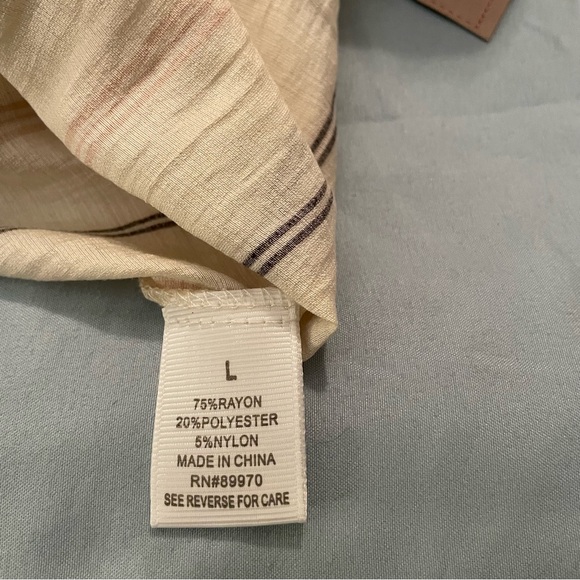 L
75%RAYON
20%POLYESTER
5%NYLON
MADE IN CHINA
RN#89970
SEE REVERSE FOR CARE